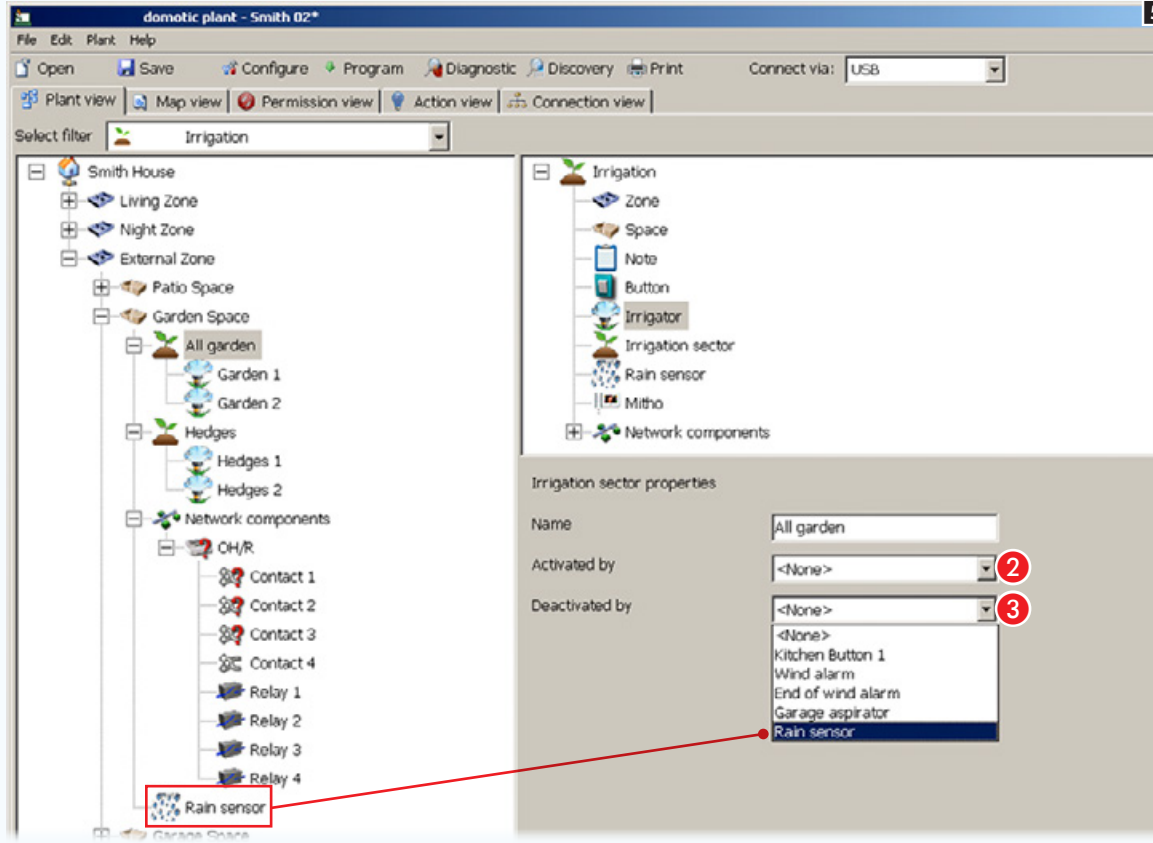 domotic plant - Smith 02*
File Edit Plant Help
Open Save Configure Program Diagnostic Discovery Print Connect via: USB
Plant view Map view Permission view Action view Connection view
Select filter Irrigation
Smith House
Living Zone
Night Zone
External Zone
Patio Space
Garden Space
All garden
Garden 1
Garden 2
Hedges
Hedges 1
Hedges 2
Network components
OH/R
Contact 1
Contact 2
Contact 3
Contact 4
Relay 1
Relay 2
Relay 3
Relay 4
Rain sensor
Garage Space
Irrigation
Zone
Space
Note
Button
Irrigator
Irrigation sector
Rain sensor
Mitho
Network components
Irrigation sector properties
Name All garden
Activated by <None> 2
Deactivated by <None> 3
<None>
Kitchen Button 1
Wind alarm
End of wind alarm
Garage aspirator
Rain sensor